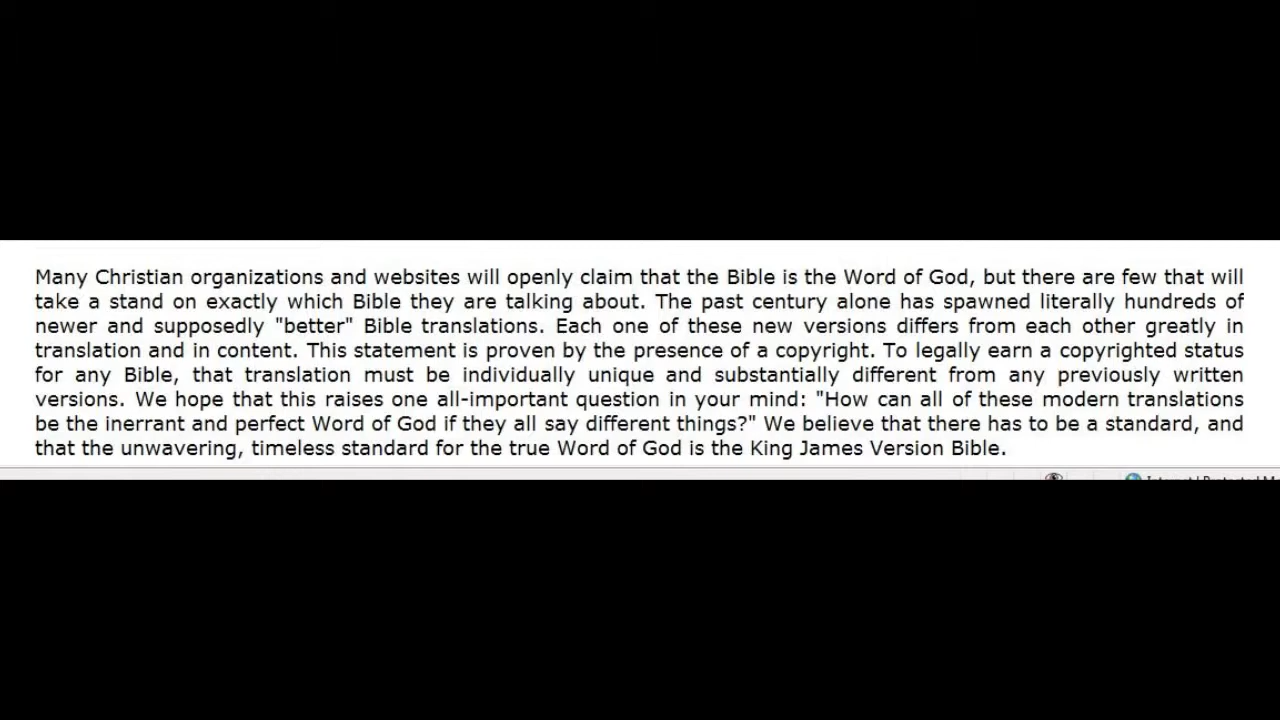 Many Christian organizations and websites will openly claim that the Bible is the Word of God, but there are few that will
take a stand on exactly which Bible they are talking about. The past century alone has spawned literally hundreds of
newer and supposedly "better" Bible translations. Each one of these new versions differs from each other greatly in
translation and in content. This statement is proven by the presence of a copyright. To legally earn a copyrighted status
for any Bible, that translation must be individually unique and substantially different from any previously written
versions. We hope that this raises one all-important question in your mind: "How can all of these modern translations
be the inerrant and perfect Word of God if they all say different things?" We believe that there has to be a standard, and
that the unwavering, timeless standard for the true Word of God is the King James Version Bible.